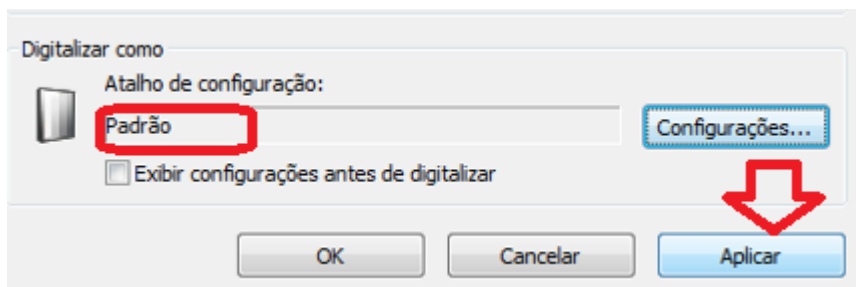 Digitalizar como
Atalho de configuração:
Padrão
Configurações...
Exibir configurações antes de digitalizar
OK Cancelar Aplicar